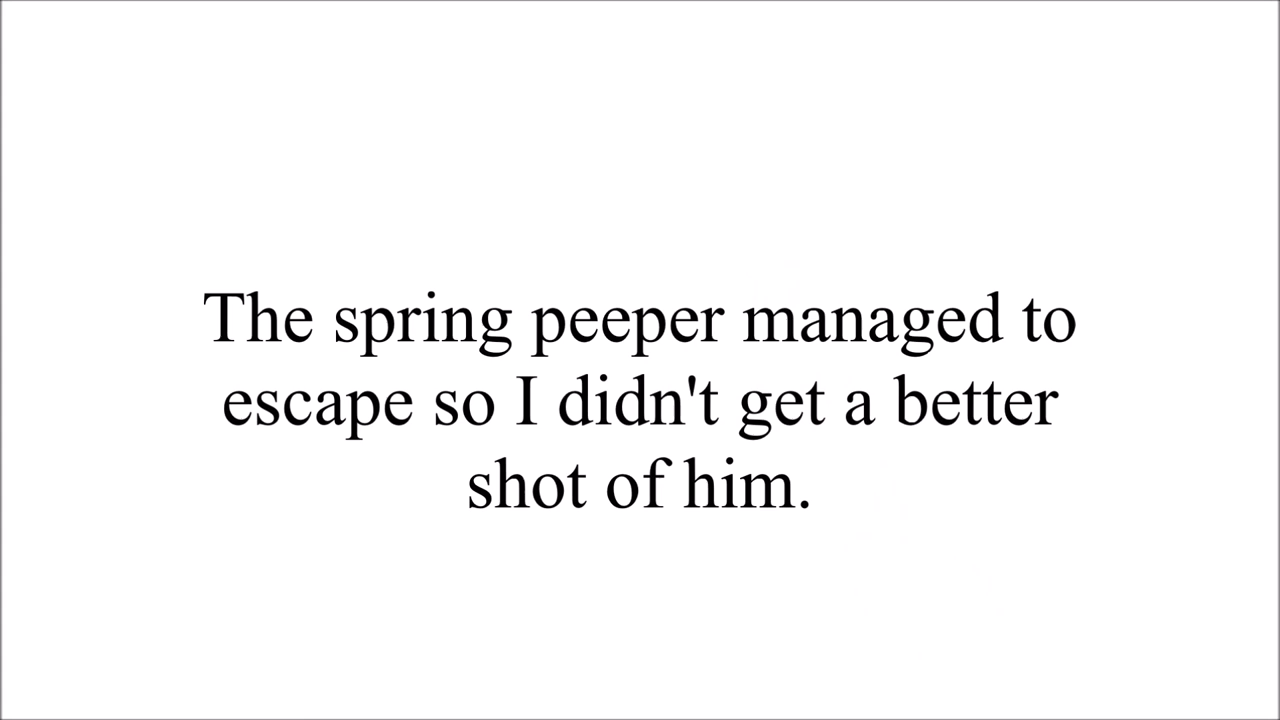 The spring peeper managed to
escape so I didn't get a better
shot of him.